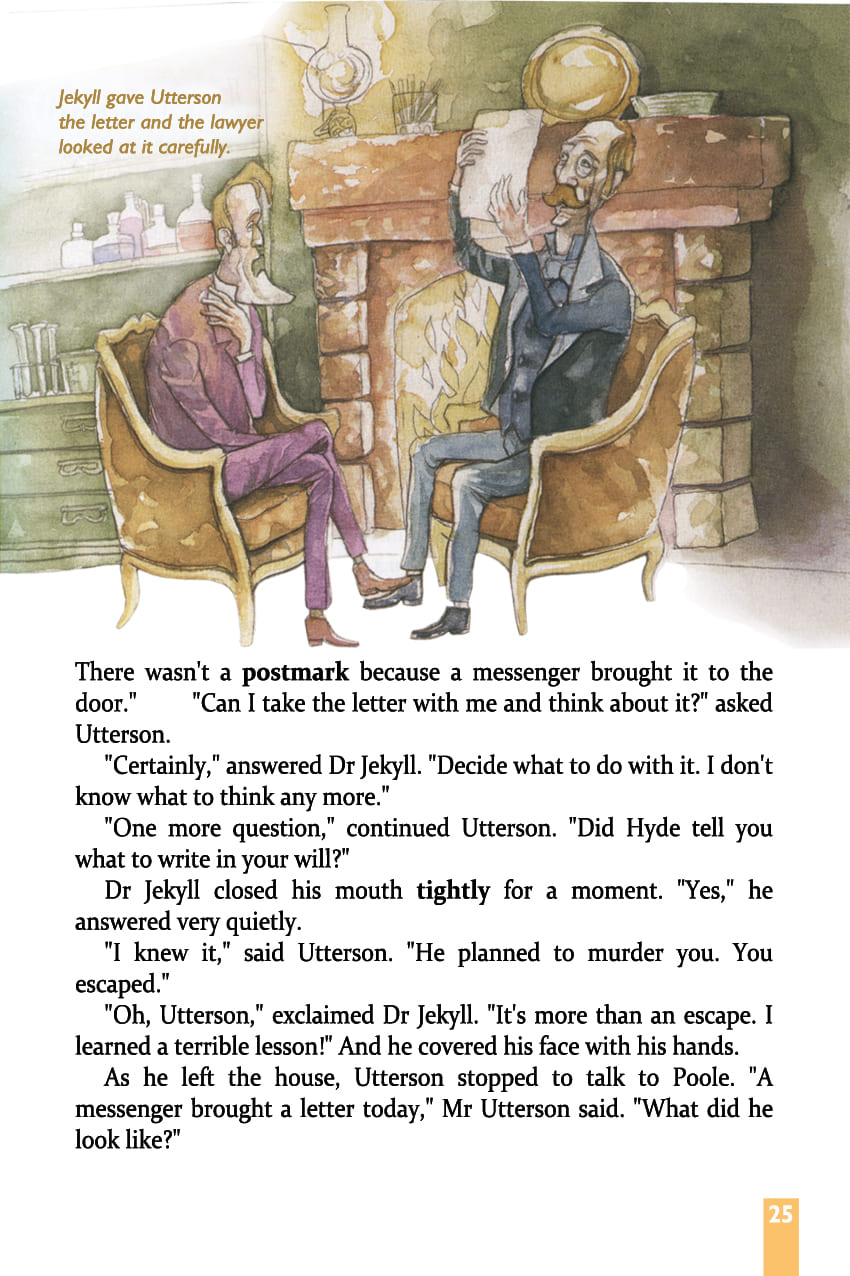 Jekyll gave Utterson
the letter and the lawyer
looked at it carefully.
There wasn't a postmark because a messenger brought it to the
door." "Can I take the letter with me and think about it?" asked
Utterson.
"Certainly," answered Dr Jekyll. "Decide what to do with it. I don't
know what to think any more."
"One more question," continued Utterson. "Did Hyde tell you
what to write in your will?"
Dr Jekyll closed his mouth tightly for a moment. "Yes," he
answered very quietly.
"I knew it," said Utterson. "He planned to murder you. You
escaped."
"Oh, Utterson," exclaimed Dr Jekyll. "It's more than an escape. I
learned a terrible lesson!" And he covered his face with his hands.
As he left the house, Utterson stopped to talk to Poole. "A
messenger brought a letter today," Mr Utterson said. "What did he
look like?"
25